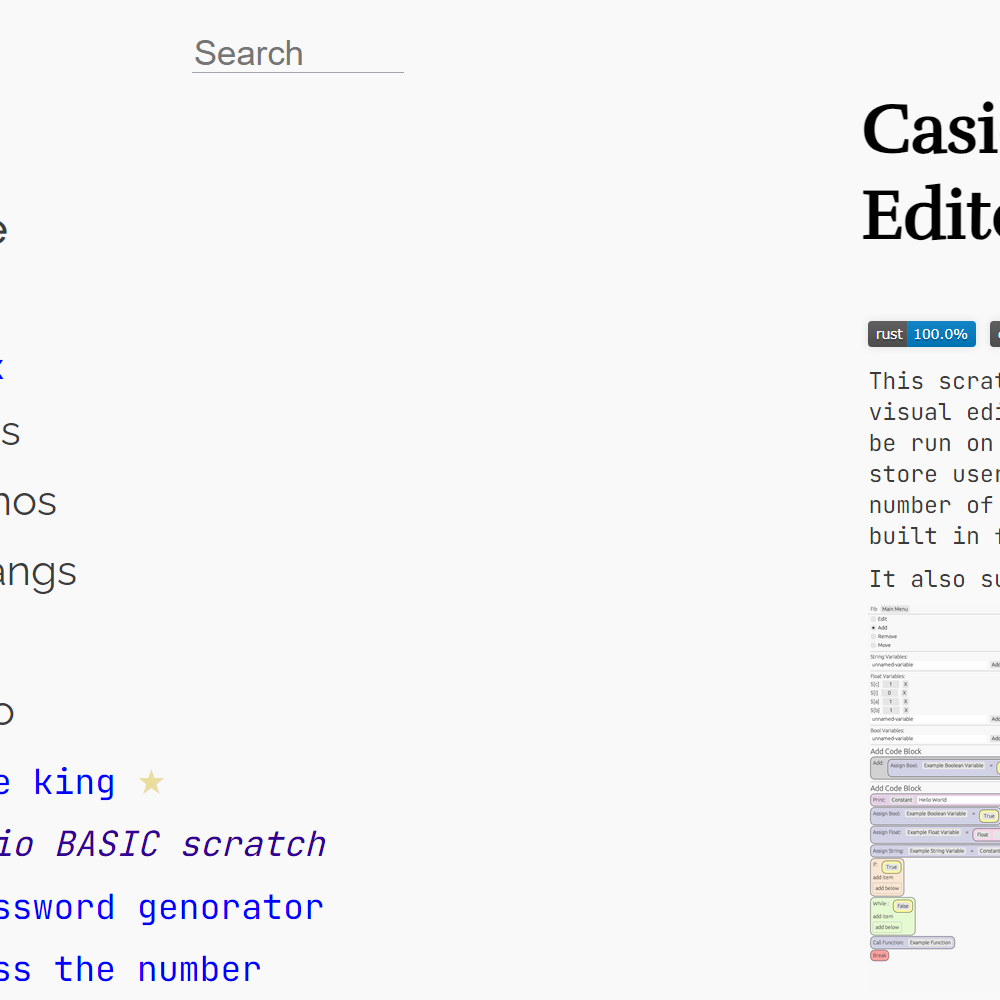 Search
e
s
nos
angs
o
e king
io BASIC scratch
ssword genorator
ss the number
Casi
Edit
rust 100.0%
This scrat
visual edi
be run on
store user
number of
built in
It also su
Fib Main Menu
Edit
Add
Remove
Move
String Variables:
unnamed-variable Add
Float Variables:
S[c] 1 X
S[i] 0 X
S[a] 1 X
S[b] 1 X
unnamed-variable Add
Bool Variables:
unnamed-variable Add
Add Code Block
Add: Assign Bool: Example Boolean Variable =
Add Code Block
Print: Constant Hello World
Assign Bool: Example Boolean Variable = True
Assign Float: Example Float Variable = Float
Assign String: Example String Variable = Constant
If: True
add item
add below
While: False
add item
add below
Call Function: Example Function
Break